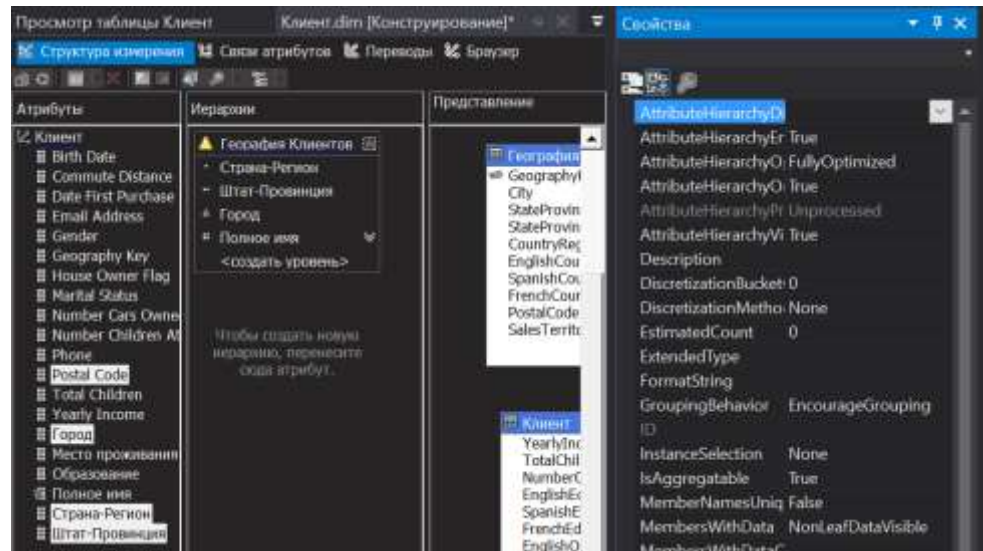 Просмотр таблицы Клиент
Клиент.dim [Конструирование]*
Структура измерения
Связи атрибутов
Переводы
Браузер
Атрибуты
Клиент
Birth Date
Commute Distance
Date First Purchase
Email Address
Gender
Geography Key
House Owner Flag
Marital Status
Number Cars Owne
Number Children At
Phone
Postal Code
Total Children
Yearly Income
Город
Место проживания
Образование
Полное имя
Страна-Регион
Штат-Провинция
Иерархии
География Клиентов
Страна-Регион
Штат-Провинция
Город
Полное имя
<создать уровень>
Чтобы создать новую
иерархию, перенесите
сюда атрибут.
Представление
География
GeographyK
City
StateProvin
StateProvin
CountryReg
EnglishCou
SpanishCou
FrenchCour
PostalCode
SalesTerrito
Клиент
YearlyInc
TotalChil
NumberC
EnglishEd
SpanishE
FrenchEd
EnglishO
Свойства
AttributeHierarchyDi
AttributeHierarchyEr True
AttributeHierarchyO FullyOptimized
AttributeHierarchyO True
AttributeHierarchyPr Unprocessed
AttributeHierarchyVi True
Description
DiscretizationBucket 0
DiscretizationMetho None
EstimatedCount 0
ExtendedType
FormatString
GroupingBehavior EncourageGrouping
ID
InstanceSelection None
IsAggregatable True
MemberNamesUniq False
MembersWithData NonLeafDataVisible
MembersWithDataC